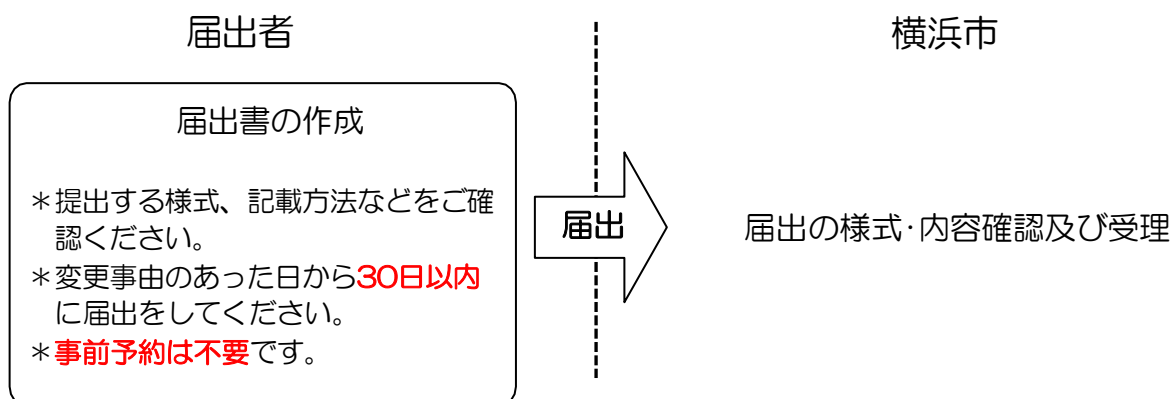 届出者
横浜市
届出書の作成
＊提出する様式、記載方法などをご確
認ください。
＊変更事由のあった日から30日以内
に届出をしてください。
＊事前予約は不要です。
届出
届出の様式･内容確認及び受理